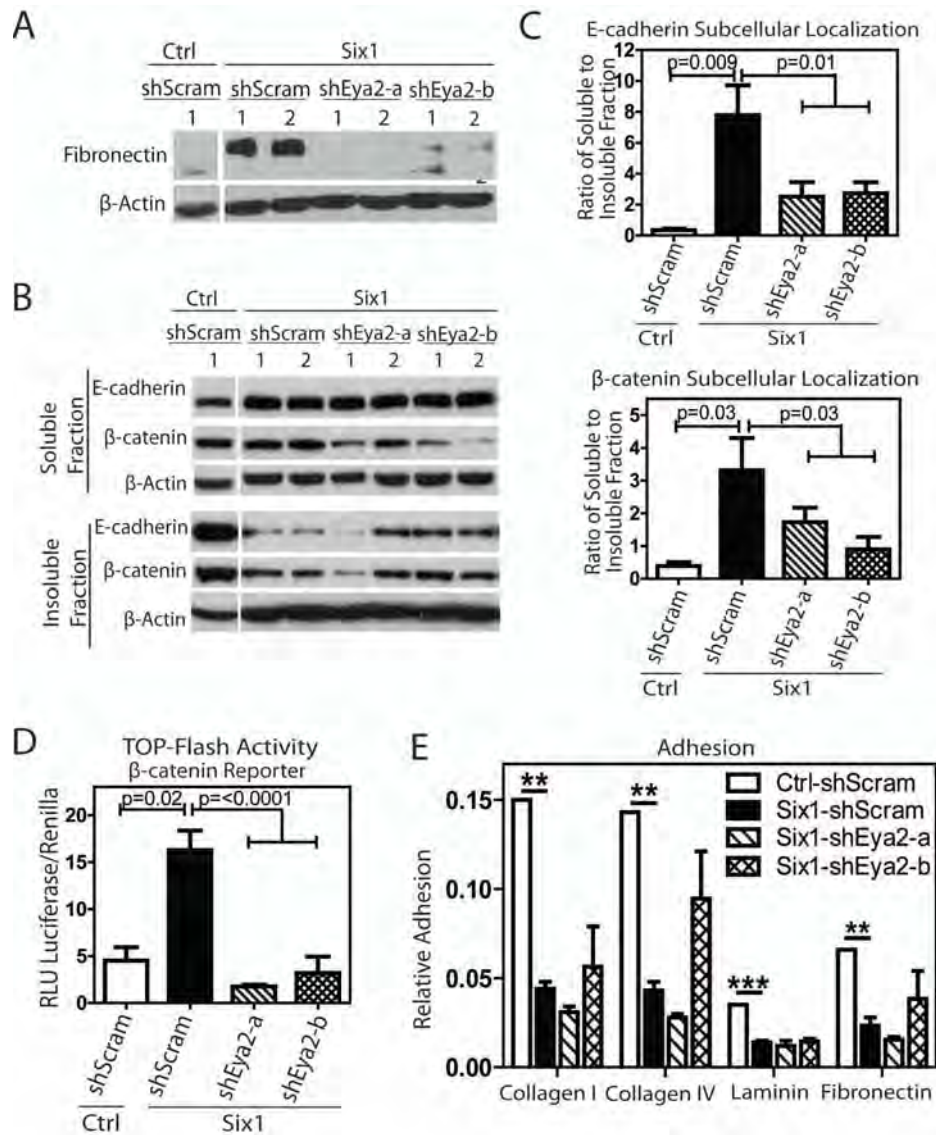 A
Ctrl
Six1
shScram
shScram
shEya2-a
shEya2-b
1
1
2
1
2
1
2
Fibronectin
β-Actin
B
Ctrl
Six1
shScram
shScram
shEya2-a
shEya2-b
1
1
2
1
2
1
2
Soluble
Fraction
E-cadherin
β-catenin
β-Actin
Insoluble
Fraction
E-cadherin
β-catenin
β-Actin
C
E-cadherin Subcellular Localization
Ratio of Soluble to
Insoluble Fraction
12
10
8
6
4
2
0
p=0.009
p=0.01
shScram
shScram
shEya2-a
shEya2-b
Ctrl
Six1
β-catenin Subcellular Localization
Ratio of Soluble to
Insoluble Fraction
5
4
3
2
1
0
p=0.03
p=0.03
shScram
shScram
shEya2-a
shEya2-b
Ctrl
Six1
D
TOP-Flash Activity
β-catenin Reporter
RLU Luciferase/Renilla
20
15
10
5
0
p=0.02
p=<0.0001
shScram
shScram
shEya2-a
shEya2-b
Ctrl
Six1
E
Adhesion
Relative Adhesion
0.15
0.10
0.05
0.00
**
**
***
**
Ctrl-shScram
Six1-shScram
Six1-shEya2-a
Six1-shEya2-b
Collagen I
Collagen IV
Laminin
Fibronectin